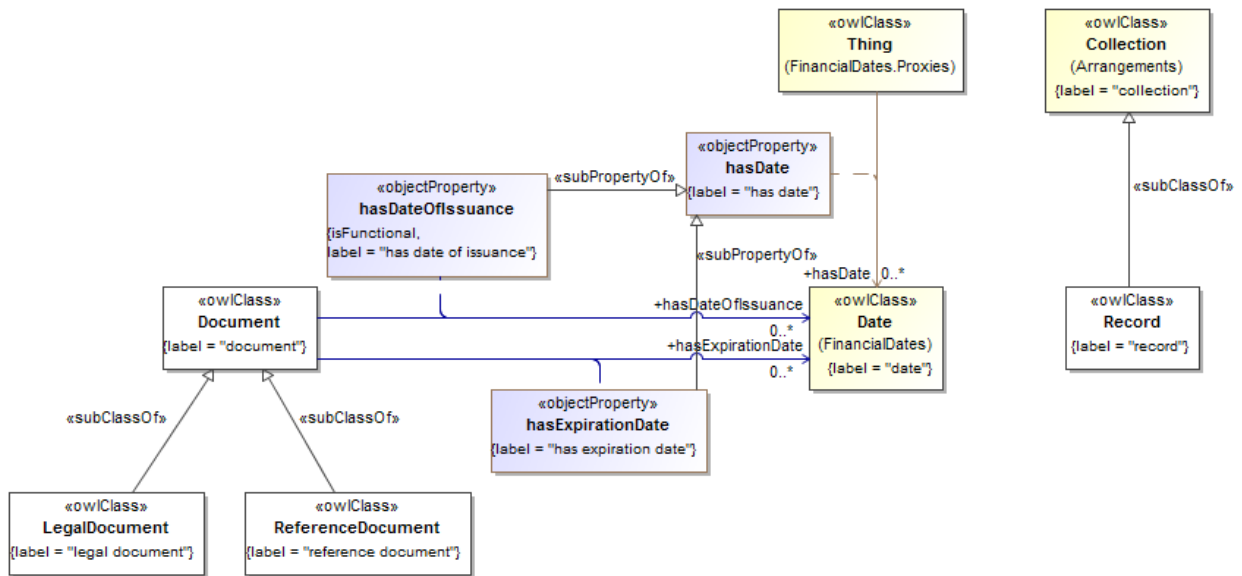 «owlClass»
Thing
(FinancialDates.Proxies)
«owlClass»
Collection
(Arrangements)
{label = "collection"}
«objectProperty»
hasDate
{label = "has date"}
«subPropertyOf»
«objectProperty»
hasDateOfIssuance
{isFunctional,
label = "has date of issuance"}
«subClassOf»
«subPropertyOf»
+hasDate 0..*
«owlClass»
Document
{label = "document"}
+hasDateOfIssuance
0..*
+hasExpirationDate
0..*
«owlClass»
Date
(FinancialDates)
{label = "date"}
«owlClass»
Record
{label = "record"}
«objectProperty»
hasExpirationDate
{label = "has expiration date"}
«subClassOf»
«subClassOf»
«owlClass»
LegalDocument
{label = "legal document"}
«owlClass»
ReferenceDocument
{label = "reference document"}